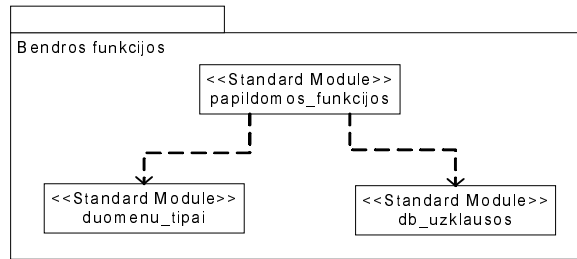 Bendros funkcijos
<<Standard Module>>
papildomos_funkcijos
<<Standard Module>>
duomenu_tipai
<<Standard Module>>
db_uzklausos